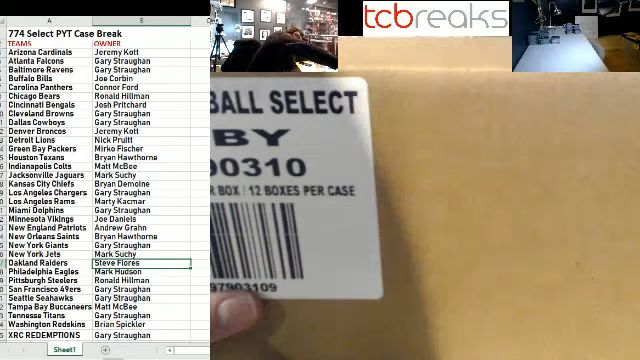 774 Select PYT Case Break
TEAMS OWNER
Arizona Cardinals Jeremy Kott
Atlanta Falcons Gary Straughan
Baltimore Ravens Gary Straughan
Buffalo Bills Joe Corbin
Carolina Panthers Connor Ford
Chicago Bears Ronald Hillman
Cincinnati Bengals Josh Pritchard
Cleveland Browns Gary Straughan
Dallas Cowboys Gary Straughan
Denver Broncos Jeremy Kott
Detroit Lions Nick Pruitt
Green Bay Packers Mirko Fischer
Houston Texans Bryan Hawthorne
Indianapolis Colts Matt McBee
Jacksonville Jaguars Mark Suchy
Kansas City Chiefs Bryan Demoine
Los Angeles Chargers Gary Straughan
Los Angeles Rams Marty Kacmar
Miami Dolphins Gary Straughan
Minnesota Vikings Joe Daniels
New England Patriots Andrew Grahn
New Orleans Saints Bryan Hawthorne
New York Giants Gary Straughan
New York Jets Mark Suchy
Oakland Raiders Steve Flores
Philadelphia Eagles Mark Hudson
Pittsburgh Steelers Ronald Hillman
San Francisco 49ers Gary Straughan
Seattle Seahawks Gary Straughan
Tampa Bay Buccaneers Matt McBee
Tennesse Titans Gary Straughan
Washington Redskins Brian Spickler
XRC REDEMPTIONS Gary Straughan
Sheet1
tcbreaks
BALL SELECT
BY
90310
R BOX | 12 BOXES PER CASE
97903109